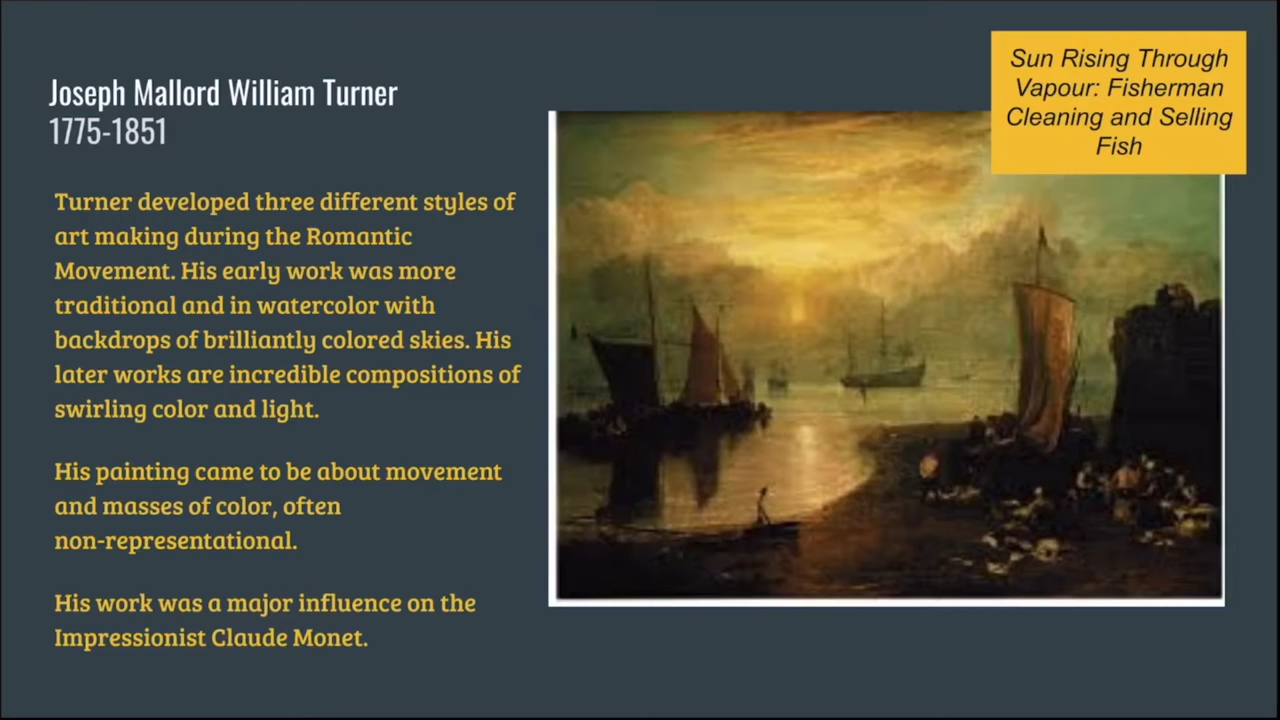 Joseph Mallord William Turner
1775-1851
Turner developed three different styles of
art making during the Romantic
Movement. His early work was more
traditional and in watercolor with
backdrops of brilliantly colored skies. His
later works are incredible compositions of
swirling color and light.
His painting came to be about movement
and masses of color, often
non-representational.
His work was a major influence on the
Impressionist Claude Monet.
Sun Rising Through
Vapour: Fisherman
Cleaning and Selling
Fish